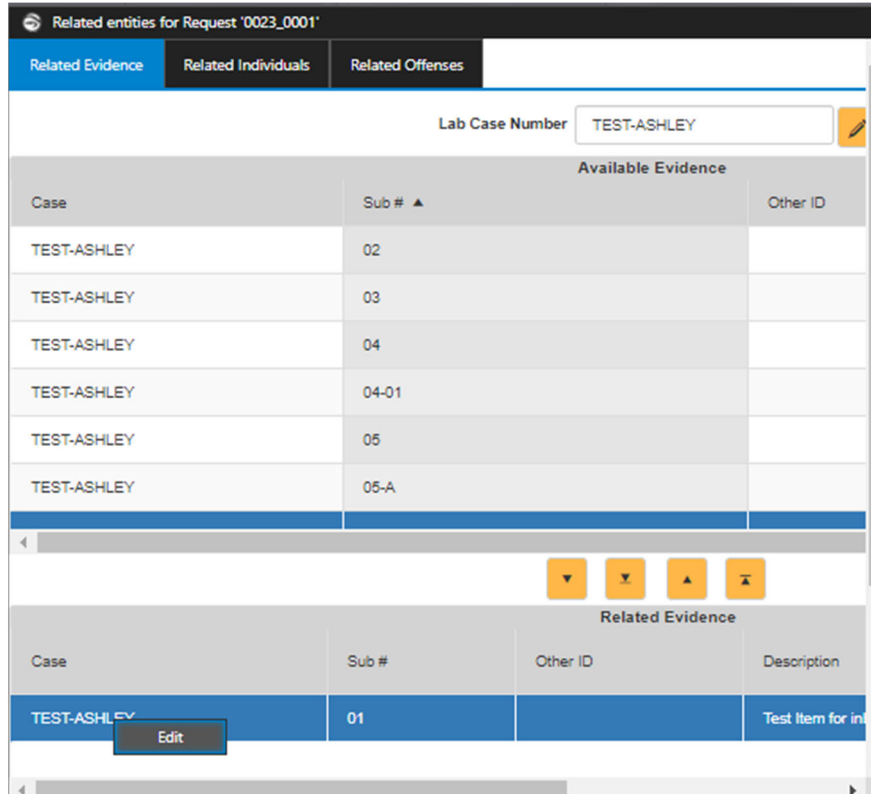 Related entities for Request '0023_0001'
Related Evidence Related Individuals Related Offenses
Lab Case Number TEST-ASHLEY
Available Evidence
Case Sub # Other ID
TEST-ASHLEY 02
TEST-ASHLEY 03
TEST-ASHLEY 04
TEST-ASHLEY 04-01
TEST-ASHLEY 05
TEST-ASHLEY 05-A
Related Evidence
Case Sub # Other ID Description
TEST-ASHLEY 01 Test Item for
Edit